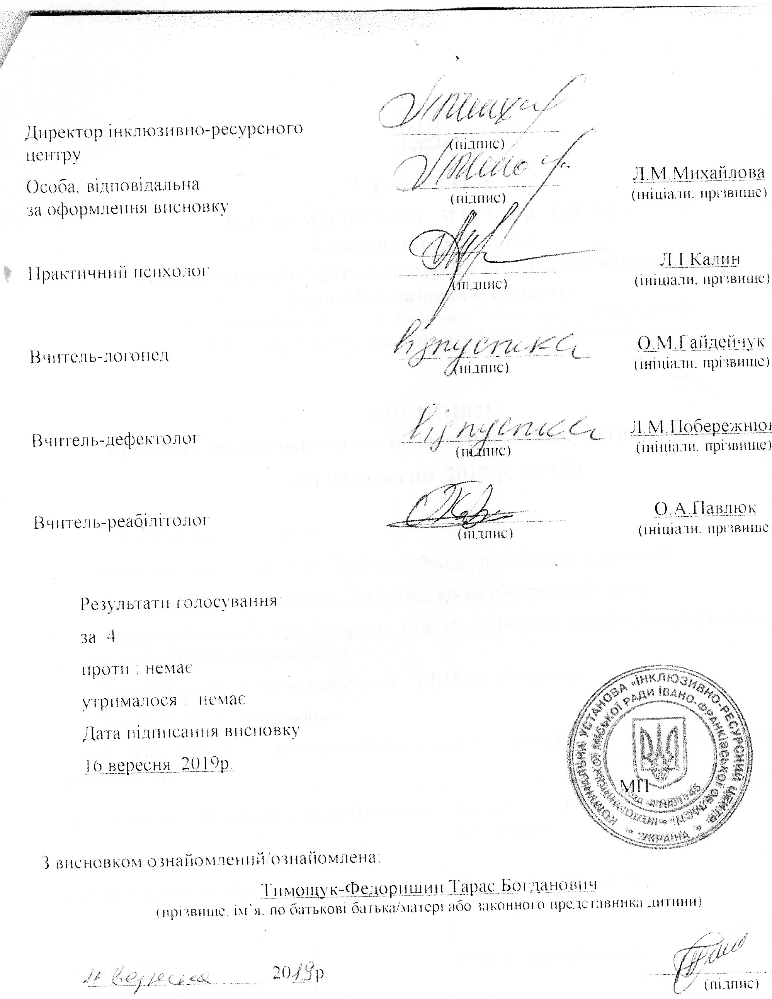 Директор інклюзивно-ресурсного
центру
(підпис)
Особа, відповідальна
за оформлення висновку
(підпис)
Л.М.Михайлова
(ініціали, прізвище)
Практичний психолог
(підпис)
Л.І.Калин
(ініціали, прізвище)
Вчитель-логопед
відпустка
(підпис)
О.М.Гайдейчук
(ініціали, прізвище)
Вчитель-дефектолог
відпустка
(підпис)
Л.М.Побережнюк
(ініціали, прізвище)
Вчитель-реабілітолог
(підпис)
О.А.Павлюк
(ініціали, прізвище
Результати голосування:
за 4
проти : немає
утрималося : немає
Дата підписання висновку
16 вересня 2019р.
КОМУНАЛЬНА УСТАНОВА «ІНКЛЮЗИВНО-РЕСУРСНИЙ ЦЕНТР
МІСЬКОЇ РАДИ ІВАНО-ФРАНКІВСЬКОЇ ОБЛАСТІ»
УКРАЇНА
МП
З висновком ознайомлений/ознайомлена:
Тимощук-Федоришин Тарас Богданович
(прізвище, ім`я, по батькові батька/матері або законного представника дитини)
вересня 2019р.
(підпис)